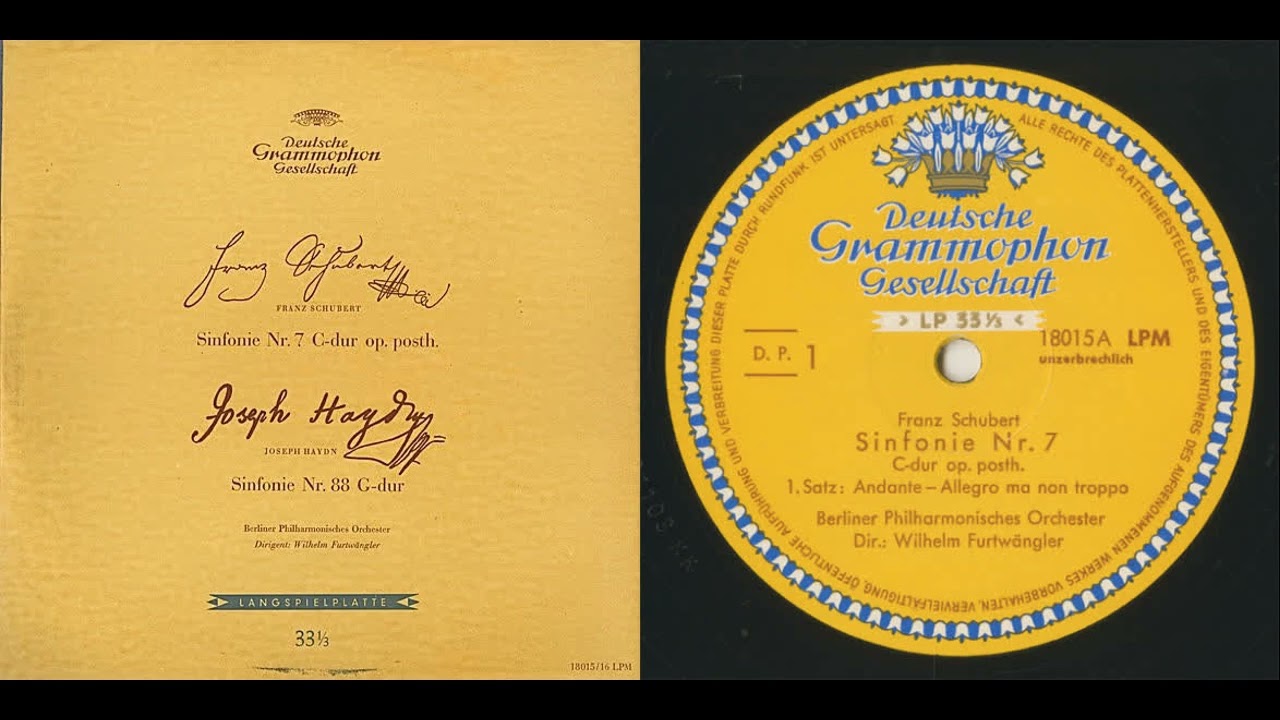 Deutsche
Grammophon
Gesellschaft
Franz Schubert
FRANZ SCHUBERT
Sinfonie Nr. 7 C-dur op. posth.
Joseph Haydn
JOSEPH HAYDN
Sinfonie Nr. 88 G-dur
Berliner Philharmonisches Orchester
Dirigent: Wilhelm Furtwängler
LANGSPIELPLATTE
33 ⅓
18015/16 LPM
ALLE RECHTE DES PLATTENHERSTELLERS UND DES EIGENTÜMERS DES AUFGENOMMENEN WERKES VORBEHALTEN. VERVIELFÄLTIGUNG, ÖFFENTLICHE AUFFÜHRUNG UND VERBREITUNG DIESER PLATTE DURCH RUNDFUNK IST UNTERSAGT.
Deutsche
Grammophon
Gesellschaft
LP 33 ⅓
D. P. 1
18015A LPM
unzerbrechlich
Franz Schubert
Sinfonie Nr. 7
C-dur op. posth.
1. Satz: Andante – Allegro ma non troppo
Berliner Philharmonisches Orchester
Dir.: Wilhelm Furtwängler